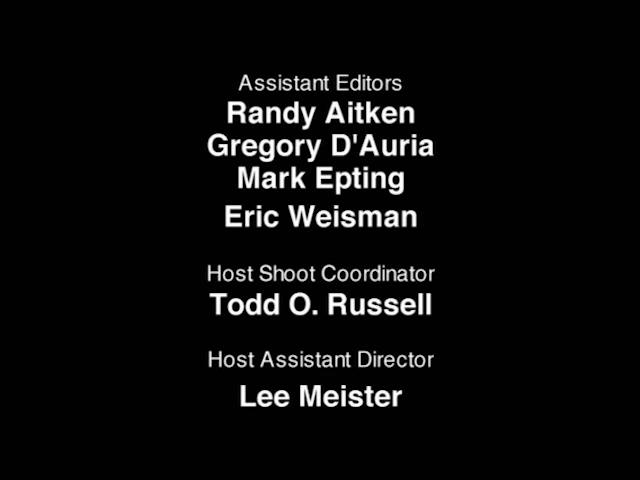 Assistant Editors
Randy Aitken
Gregory D'Auria
Mark Epting
Eric Weisman
Host Shoot Coordinator
Todd O. Russell
Host Assistant Director
Lee Meister